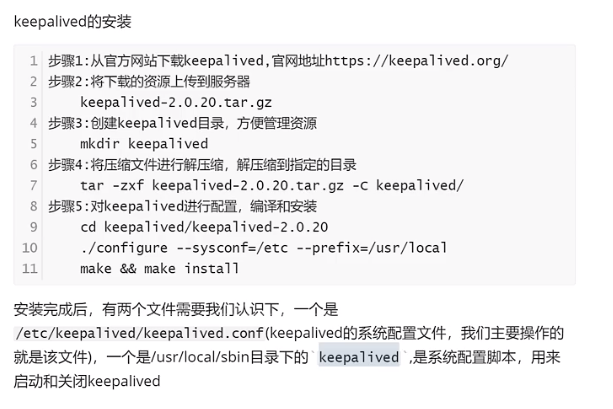 keepalived的安装
1 步骤1:从官方网站下载keepalived,官网地址https://keepalived.org/
2 步骤2:将下载的资源上传到服务器
3     keepalived-2.0.20.tar.gz
4 步骤3:创建keepalived目录，方便管理资源
5     mkdir keepalived
6 步骤4:将压缩文件进行解压缩，解压缩到指定的目录
7     tar -zxf keepalived-2.0.20.tar.gz -C keepalived/
8 步骤5:对keepalived进行配置，编译和安装
9     cd keepalived/keepalived-2.0.20
10     ./configure --sysconf=/etc --prefix=/usr/local
11     make && make install
安装完成后，有两个文件需要我们认识下，一个是
/etc/keepalived/keepalived.conf(keepalived的系统配置文件，我们主要操作的
就是该文件)，一个是/usr/local/sbin目录下的`keepalived`,是系统配置脚本，用来
启动和关闭keepalived